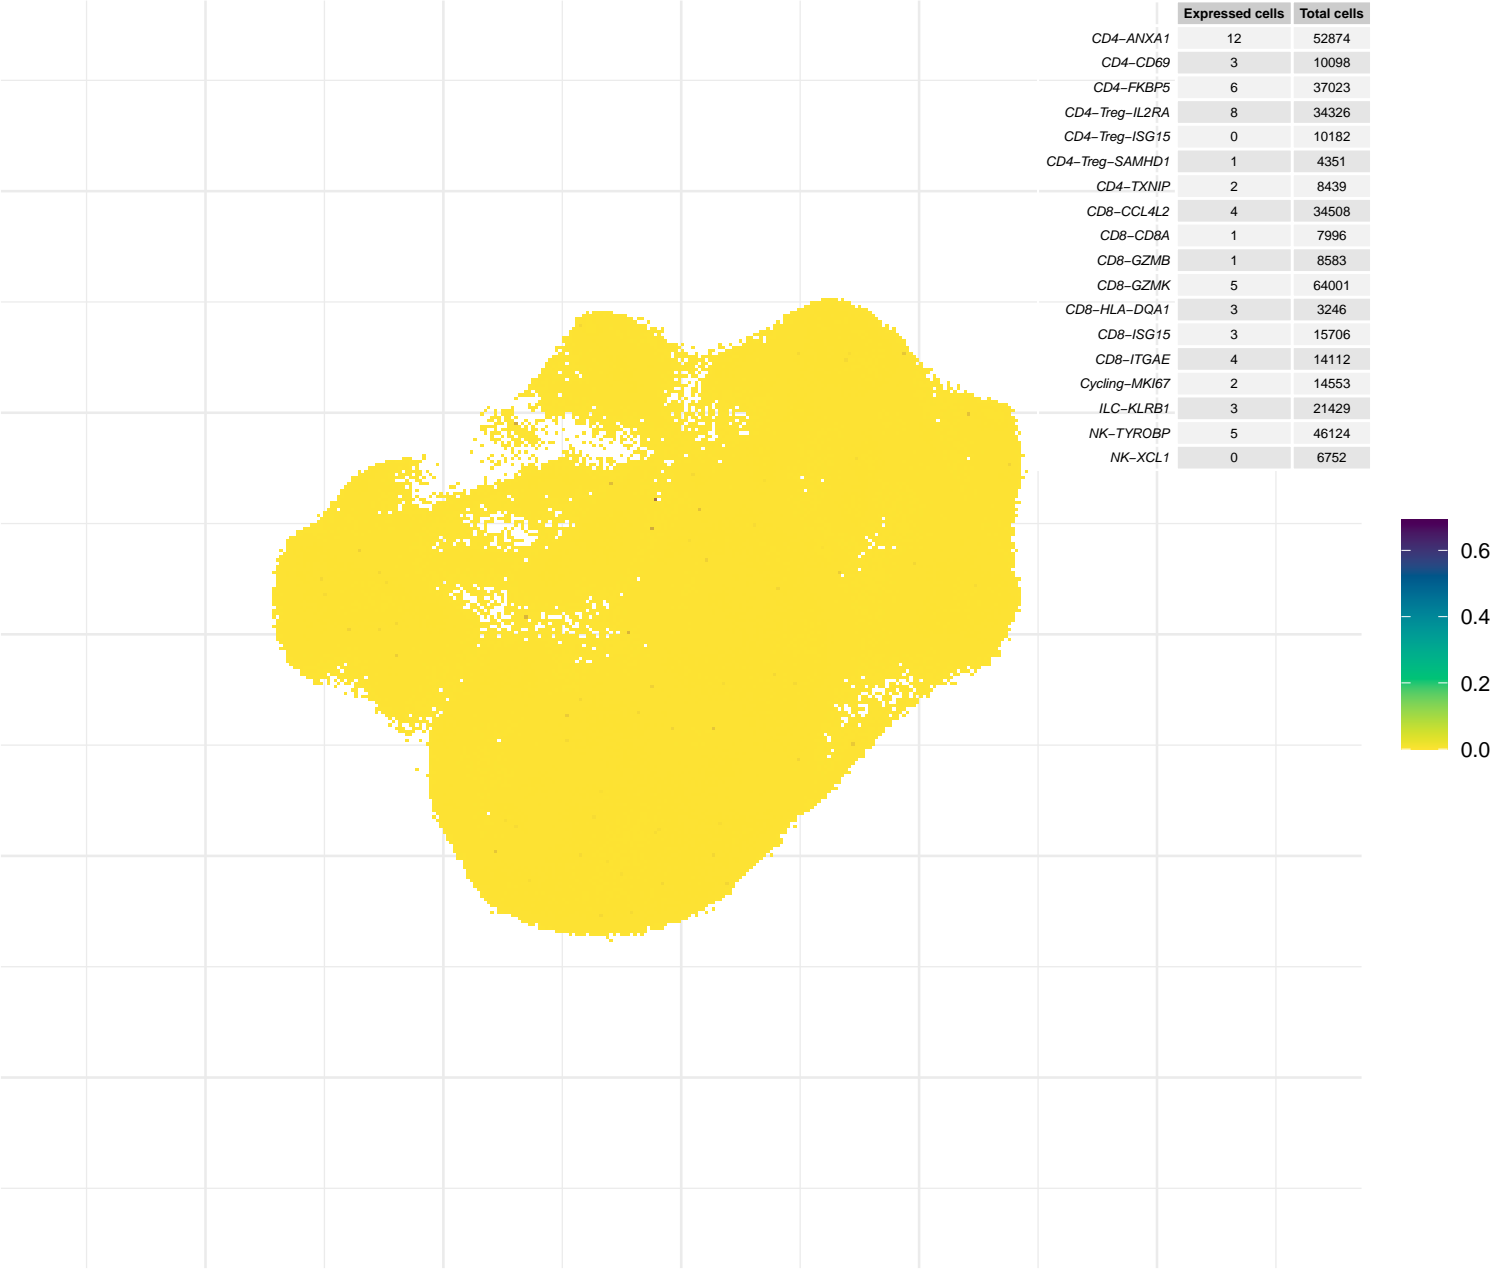 Expressed cells Total cells
CD4−ANXA1 12 52874
CD4−CD69 3 10098
CD4−FKBP5 6 37023
CD4−Treg−IL2RA 8 34326
CD4−Treg−ISG15 0 10182
CD4−Treg−SAMHD1 1 4351
CD4−TXNIP 2 8439
CD8−CCL4L2 4 34508
CD8−CD8A 1 7996
CD8−GZMB 1 8583
CD8−GZMK 5 64001
CD8−HLA−DQA1 3 3246
CD8−ISG15 3 15706
CD8−ITGAE 4 14112
Cycling−MKI67 2 14553
ILC−KLRB1 3 21429
NK−TYROBP 5 46124
NK−XCL1 0 6752
0.6
0.4
0.2
0.0